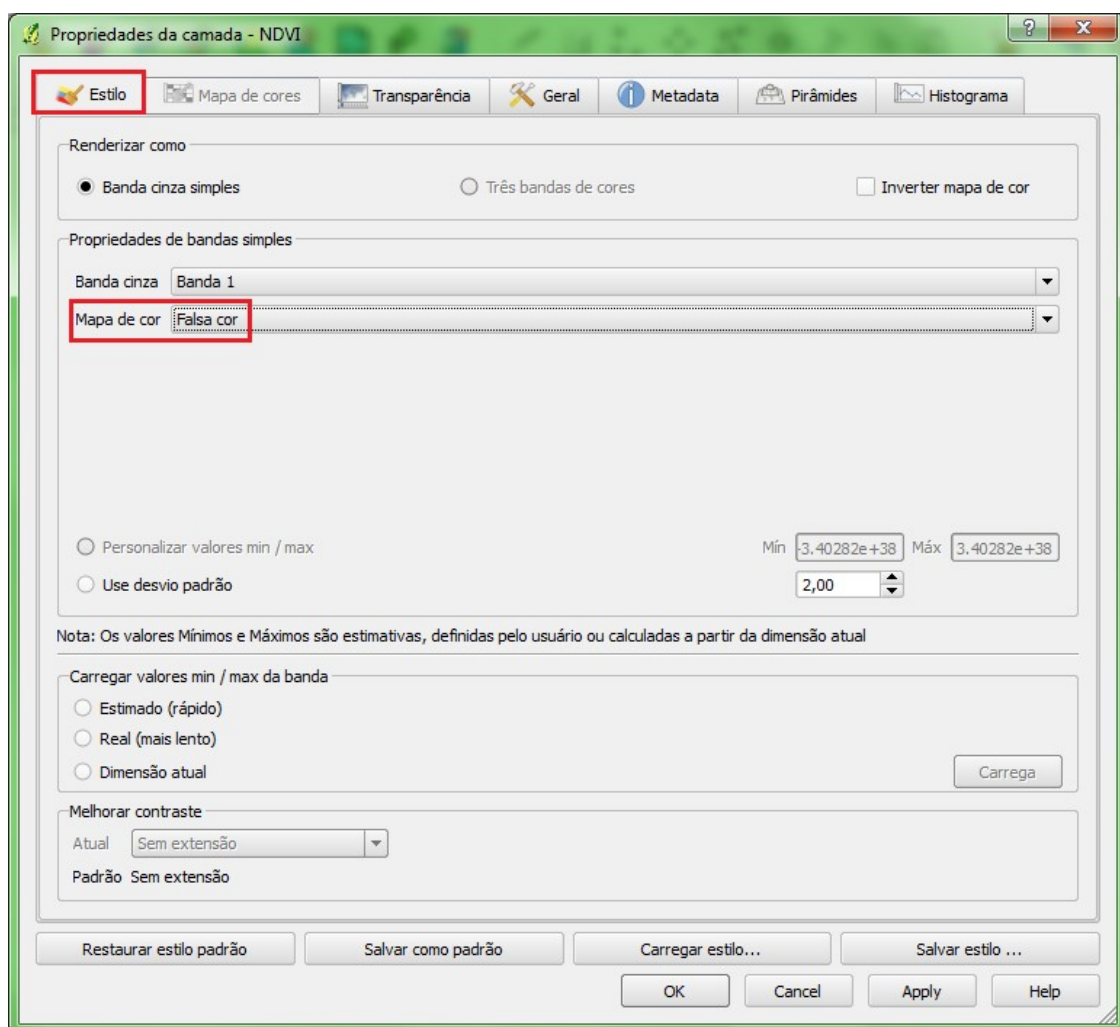 Propriedades da camada - NDVI
Estilo Mapa de cores Transparência Geral Metadata Pirâmides Histograma
Renderizar como
Banda cinza simples Três bandas de cores Inverter mapa de cor
Propriedades de bandas simples
Banda cinza Banda 1
Mapa de cor Falsa cor
Personalizar valores min / max Mín -3.40282e+38 Máx 3.40282e+38
Use desvio padrão 2,00
Nota: Os valores Mínimos e Máximos são estimativas, definidas pelo usuário ou calculadas a partir da dimensão atual
Carregar valores min / max da banda
Estimado (rápido)
Real (mais lento)
Dimensão atual Carrega
Melhorar contraste
Atual Sem extensão
Padrão Sem extensão
Restaurar estilo padrão Salvar como padrão Carregar estilo... Salvar estilo ...
OK Cancel Apply Help